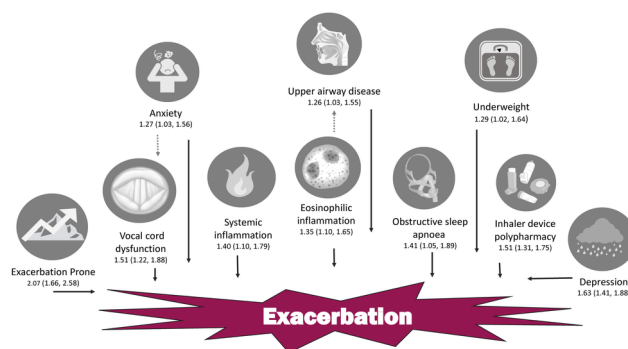 Anxiety
1.27 (1.03, 1.56)
Upper airway disease
1.26 (1.03, 1.55)
Underweight
1.29 (1.02, 1.64)
Vocal cord
dysfunction
1.51 (1.22, 1.88)
Systemic
inflammation
1.40 (1.10, 1.79)
Eosinophilic
inflammation
1.35 (1.10, 1.65)
Obstructive sleep
apnoea
1.41 (1.05, 1.89)
Inhaler device
polypharmacy
1.51 (1.31, 1.75)
Exacerbation Prone
2.07 (1.66, 2.58)
Depression
1.63 (1.41, 1.88
Exacerbation